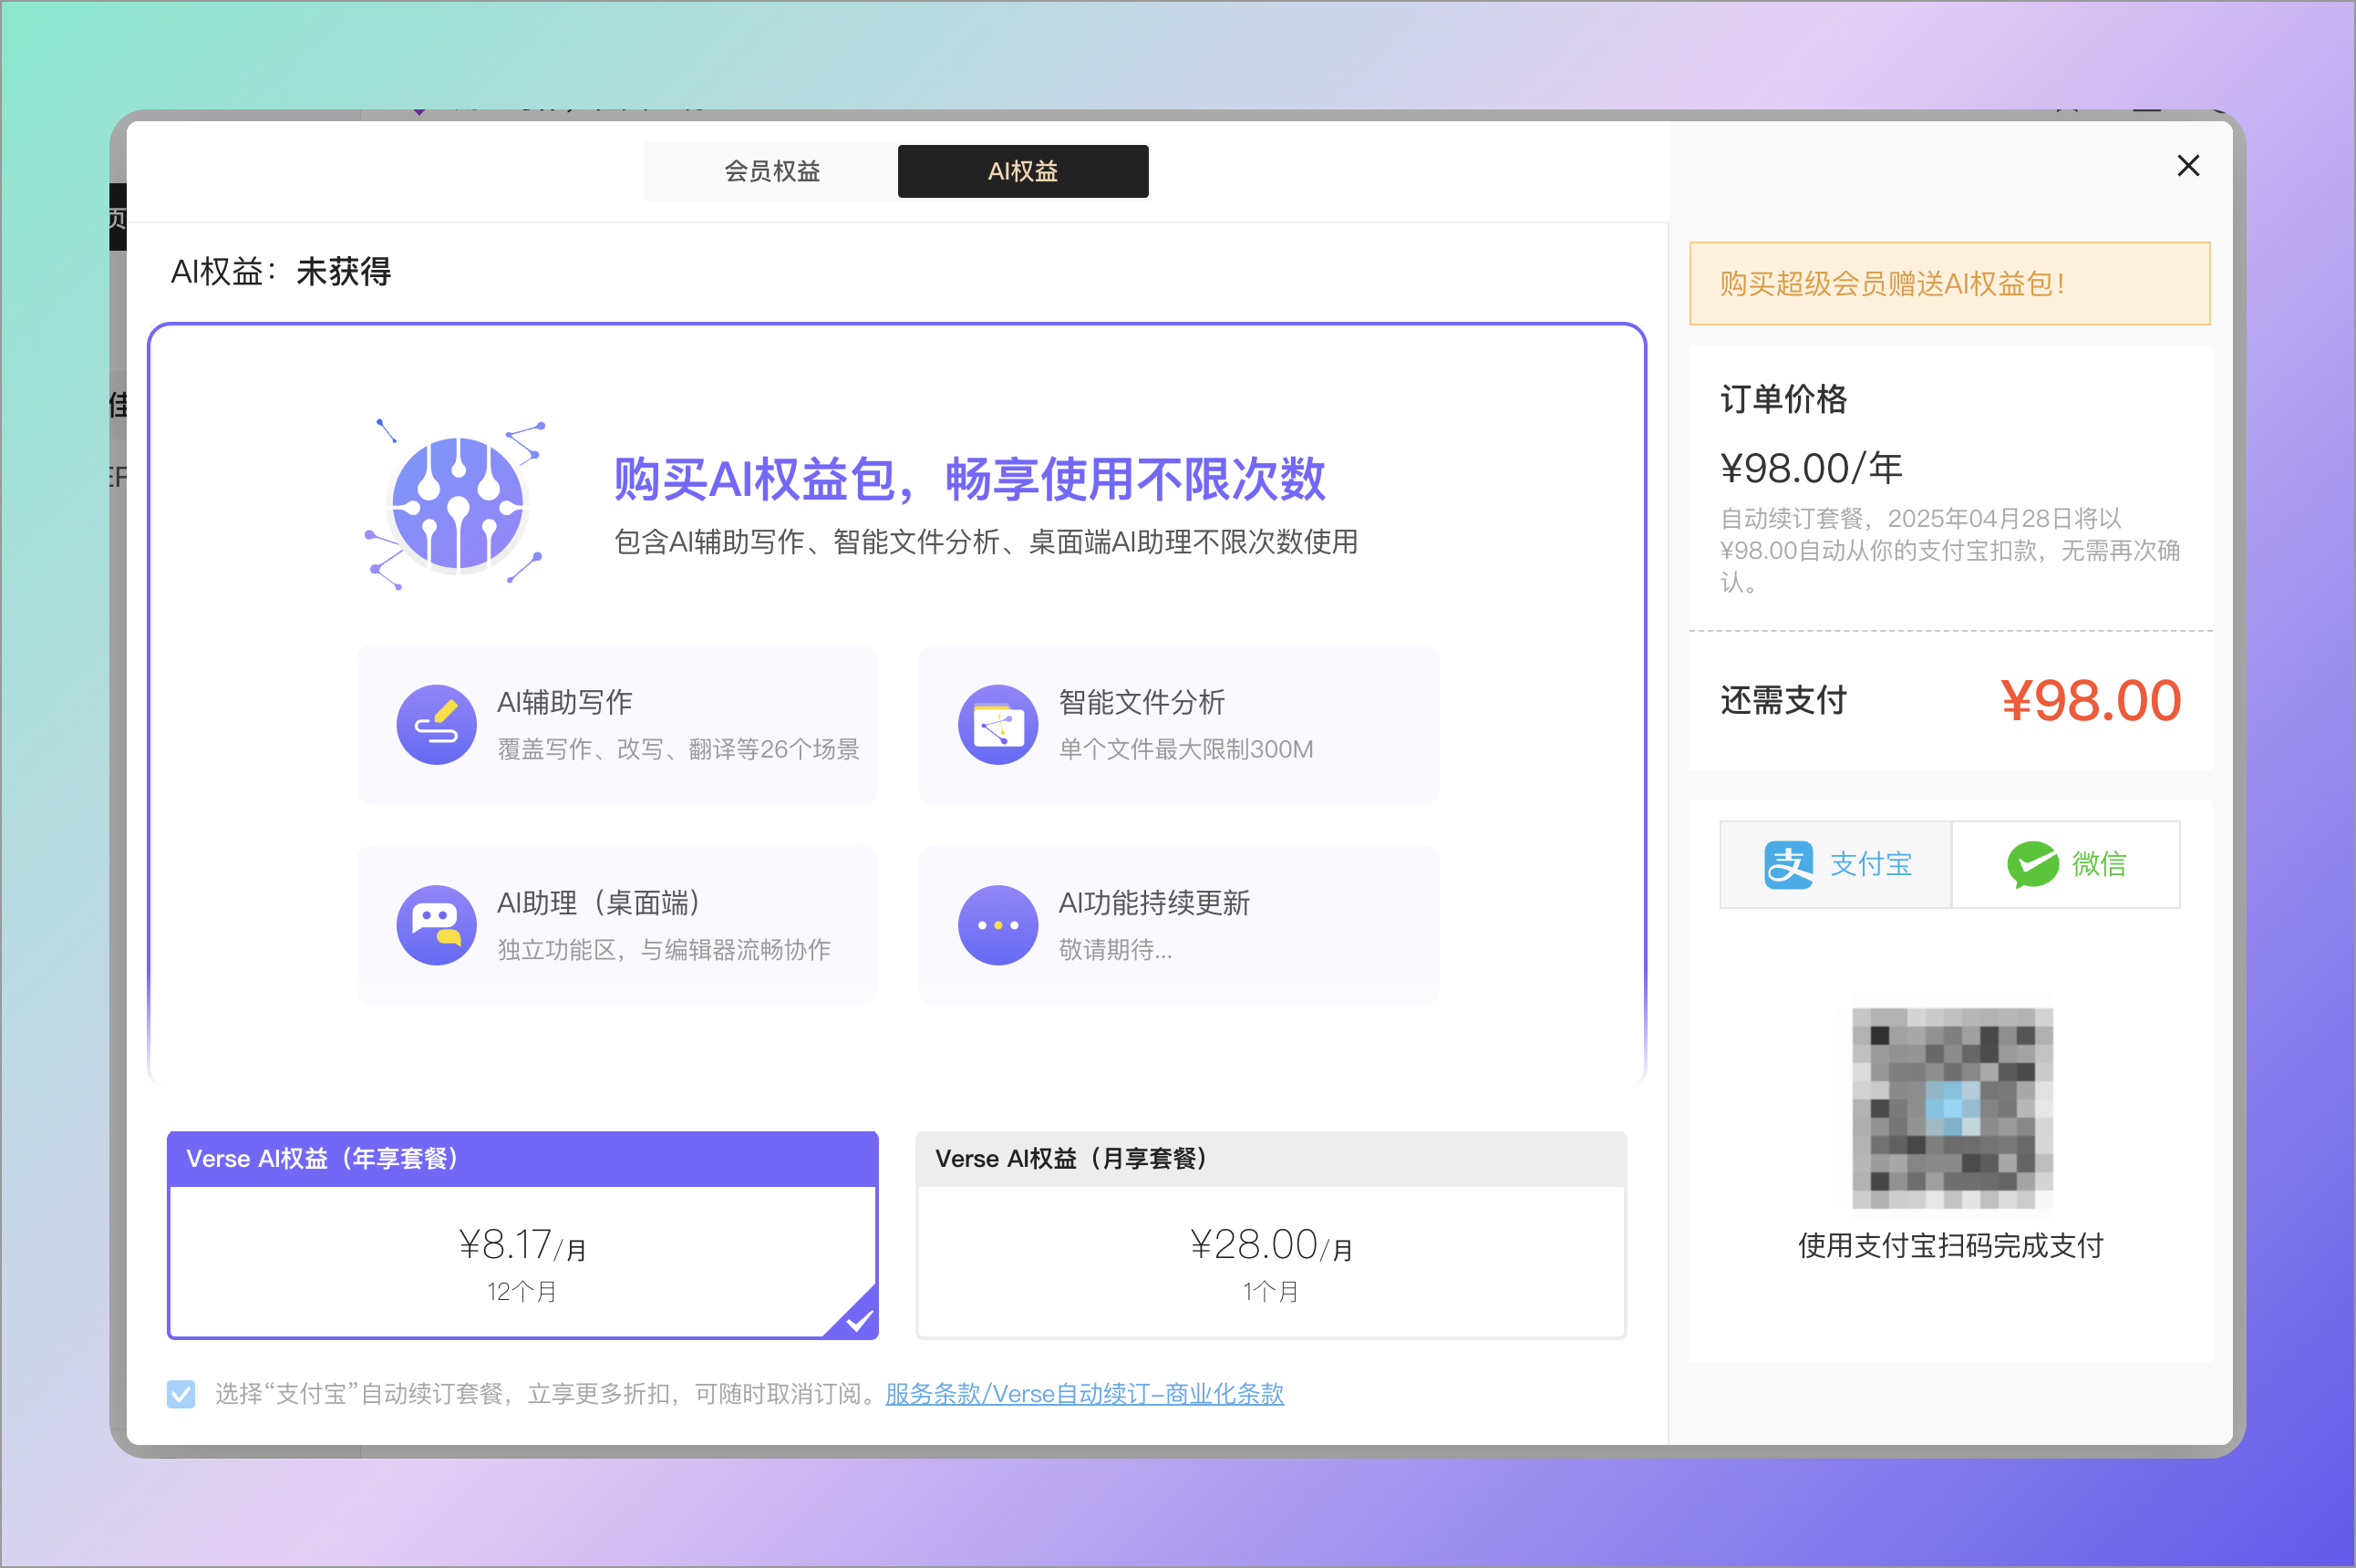 页
佳
会员权益
AI权益
AI权益：未获得
购买AI权益包，畅享使用不限次数
包含AI辅助写作、智能文件分析、桌面端AI助理不限次数使用
AI辅助写作
覆盖写作、改写、翻译等26个场景
智能文件分析
单个文件最大限制300M
AI助理（桌面端）
独立功能区，与编辑器流畅协作
AI功能持续更新
敬请期待...
Verse AI权益（年享套餐）
¥8.17/月
12个月
Verse AI权益（月享套餐）
¥28.00/月
1个月
选择“支付宝”自动续订套餐，立享更多折扣，可随时取消订阅。服务条款/Verse自动续订-商业化条款
购买超级会员赠送AI权益包！
订单价格
¥98.00/年
自动续订套餐，2025年04月28日将以
¥98.00自动从你的支付宝扣款，无需再次确
认。
还需支付
¥98.00
支付宝
微信
使用支付宝扫码完成支付